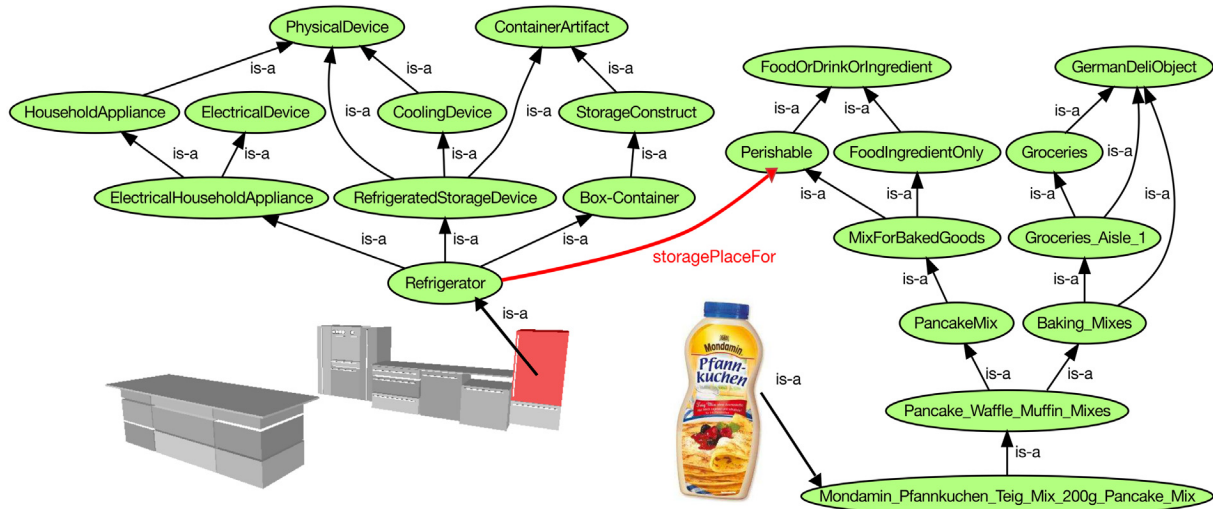 PhysicalDevice
ContainerArtifact
is-a
is-a
is-a
is-a
is-a
FoodOrDrinkOrIngredient
GermanDeliObject
HouseholdAppliance
ElectricalDevice
CoolingDevice
StorageConstruct
is-a
is-a
is-a
is-a
is-a
is-a
is-a
is-a
Perishable
FoodIngredientOnly
Groceries
is-a
ElectricalHouseholdAppliance
RefrigeratedStorageDevice
Box-Container
is-a
is-a
is-a
is-a
is-a
is-a
MixForBakedGoods
Groceries_Aisle_1
storagePlaceFor
Refrigerator
is-a
is-a
is-a
PancakeMix
Baking_Mixes
Mondamin
Pfann-
kuchen
is-a
is-a
is-a
Pancake_Waffle_Muffin_Mixes
is-a
Mondamin_Pfannkuchen_Teig_Mix_200g_Pancake_Mix